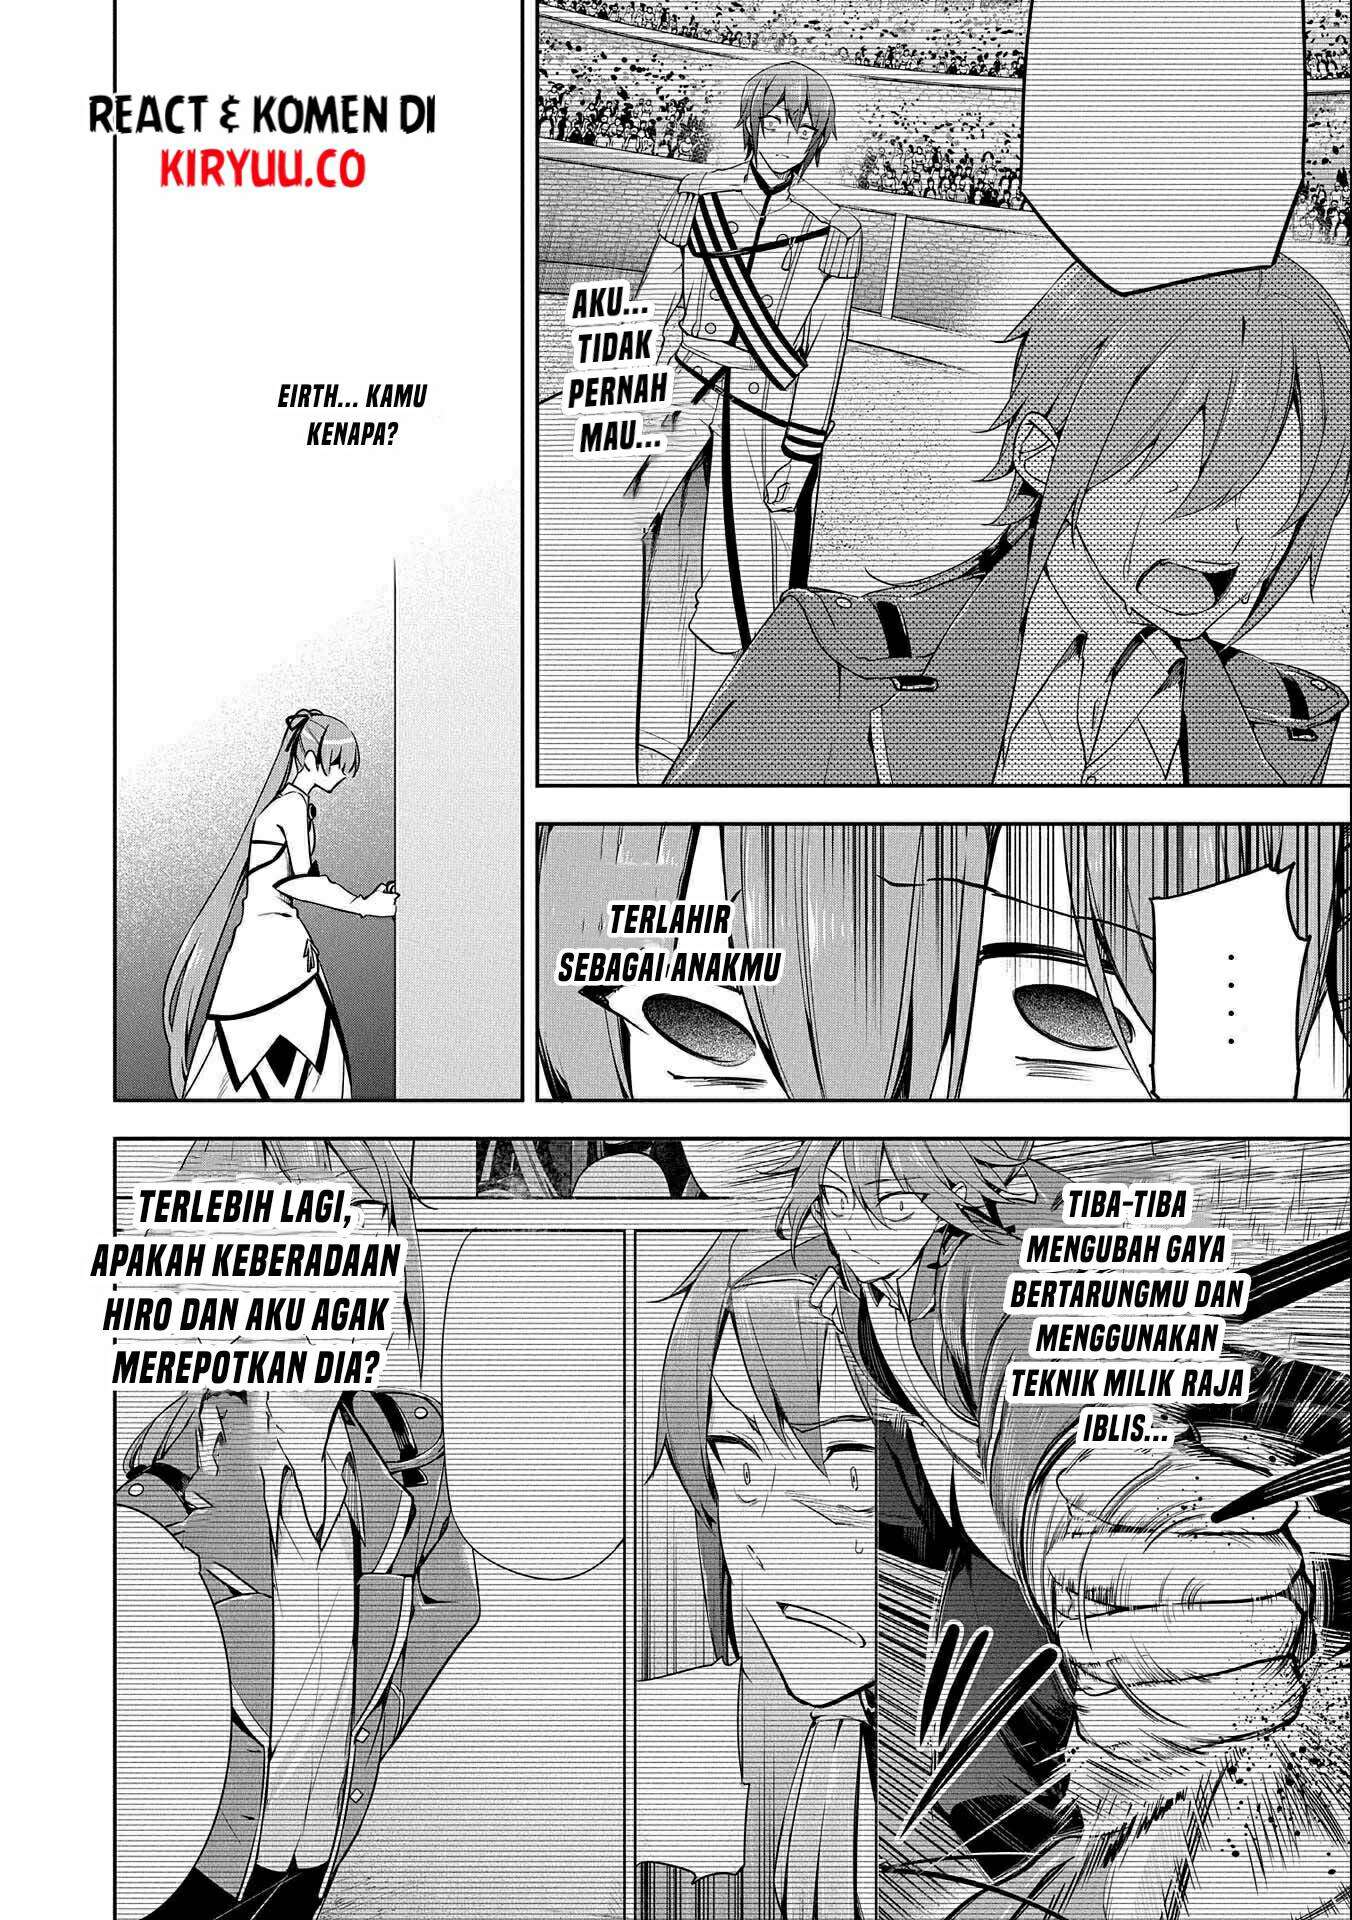 AKU...
TIDAK
PERNAH
MAU...
REACT & KOMEN DI
KIRYUU.CO
EIRTH... KAMU
KENAPA?
. . . .
TERLAHIR
SEBAGAI ANAKMU
TIBA-TIBA
MENGUBAH GAYA
BERTARUNGMU DAN
MENGGUNAKAN
TEKNIK MILIK RAJA
IBLIS...
TERLEBIH LAGI,
APAKAH KEBERADAAN
HIRO DAN AKU AGAK
MEREPOTKAN DIA?